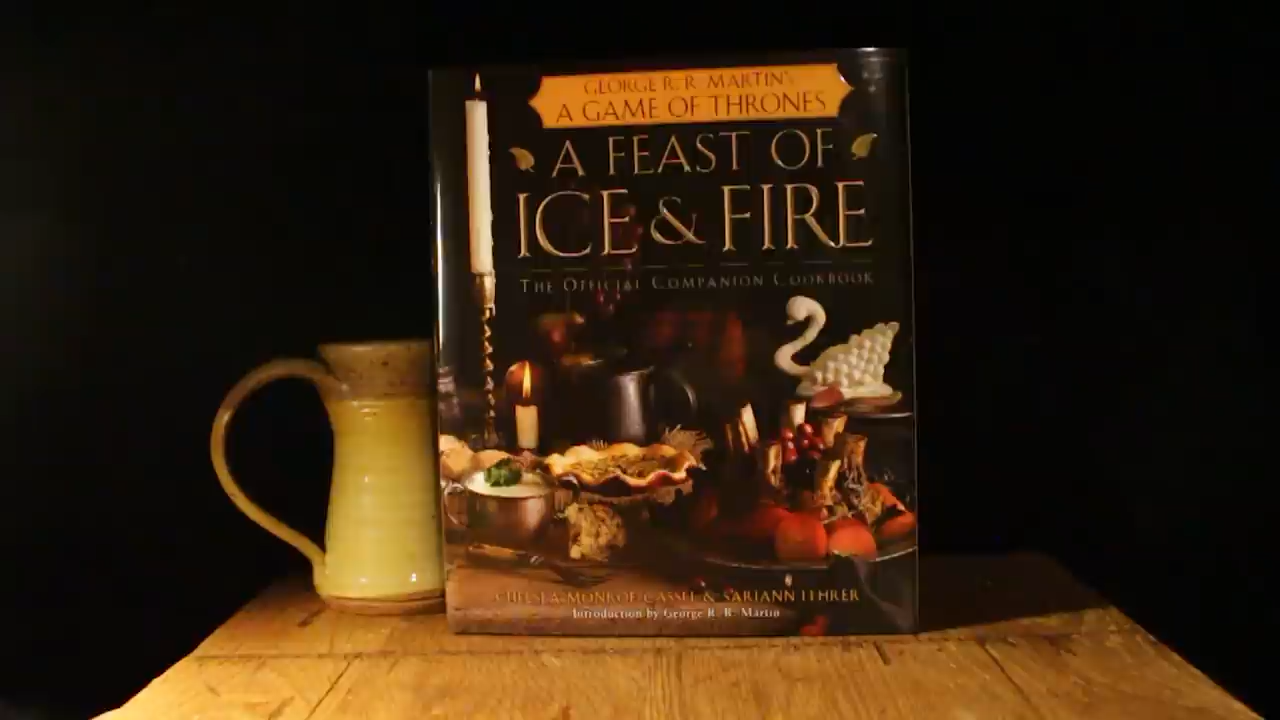 GEORGE R. R. MARTIN'S
A GAME OF THRONES
A FEAST OF
ICE & FIRE
THE OFFICIAL COMPANION COOKBOOK
CHELSEA MONROE-CASSEL & SARIANN LEHRER
Introduction by George R. R. Martin